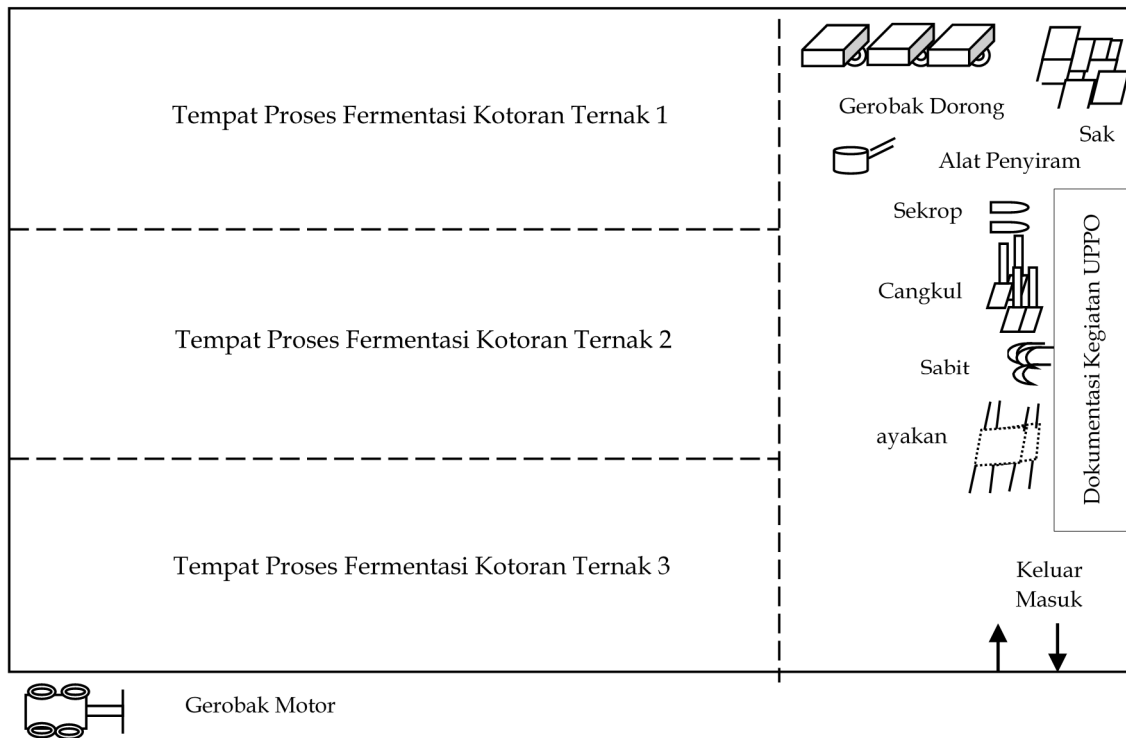 Tempat Proses Fermentasi Kotoran Ternak 1
Gerobak Dorong
Sak
Alat Penyiram
Sekrop
Cangkul
Tempat Proses Fermentasi Kotoran Ternak 2
Sabit
ayakan
Dokumentasi Kegiatan UPPO
Tempat Proses Fermentasi Kotoran Ternak 3
Keluar
Masuk
Gerobak Motor